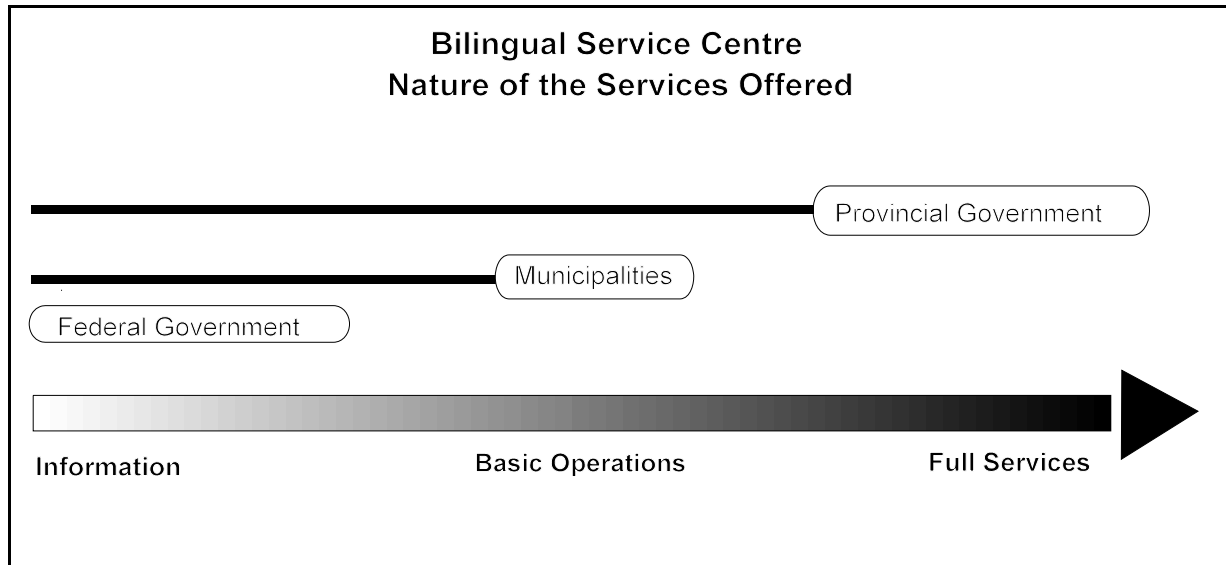 Bilingual Service Centre
Nature of the Services Offered
Provincial Government
Municipalities
Federal Government
Information
Basic Operations
Full Services